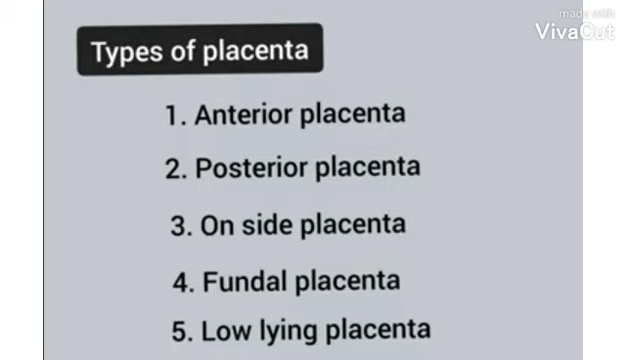 made with
VivaCut
Types of placenta
1. Anterior placenta
2. Posterior placenta
3. On side placenta
4. Fundal placenta
5. Low lying placenta